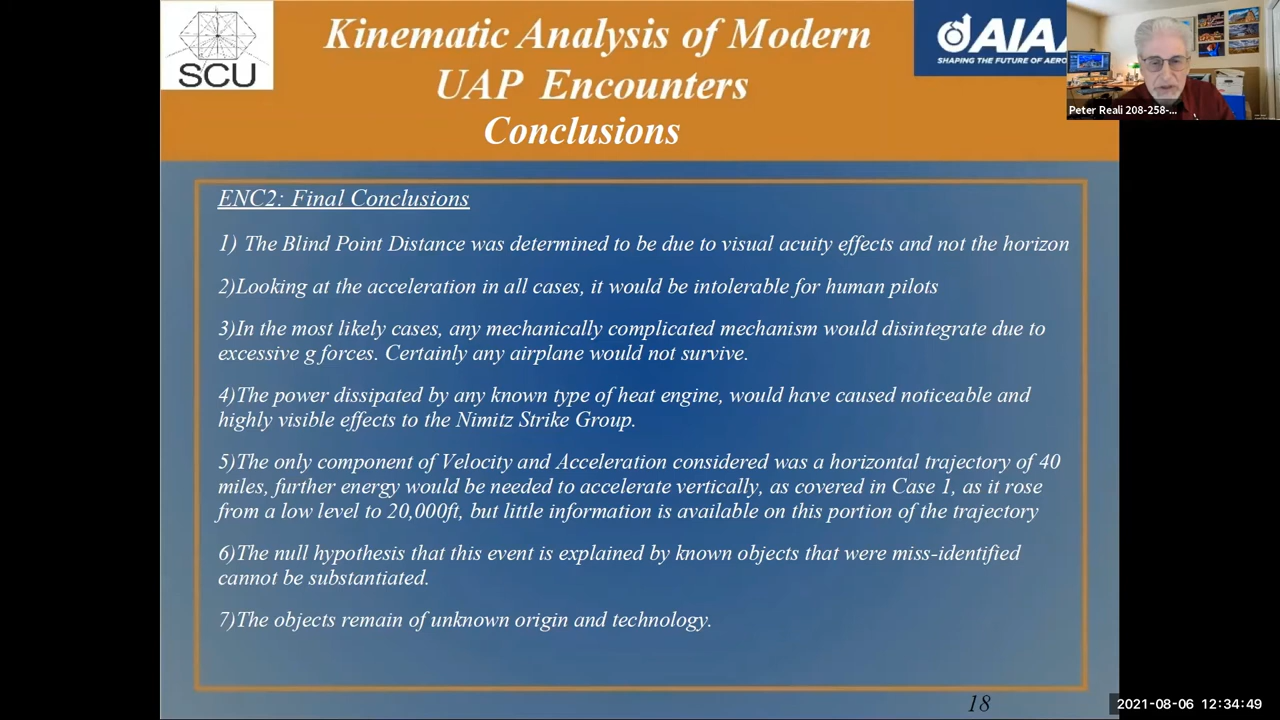 SCU
Kinematic Analysis of Modern
UAP Encounters
Conclusions
AIAA
SHAPING THE FUTURE OF AERO
Peter Reali 208-258-...
ENC2: Final Conclusions
1) The Blind Point Distance was determined to be due to visual acuity effects and not the horizon
2)Looking at the acceleration in all cases, it would be intolerable for human pilots
3)In the most likely cases, any mechanically complicated mechanism would disintegrate due to
excessive g forces. Certainly any airplane would not survive.
4)The power dissipated by any known type of heat engine, would have caused noticeable and
highly visible effects to the Nimitz Strike Group.
5)The only component of Velocity and Acceleration considered was a horizontal trajectory of 40
miles, further energy would be needed to accelerate vertically, as covered in Case 1, as it rose
from a low level to 20,000ft, but little information is available on this portion of the trajectory
6)The null hypothesis that this event is explained by known objects that were miss-identified
cannot be substantiated.
7)The objects remain of unknown origin and technology.
18
2021-08-06 12:34:49